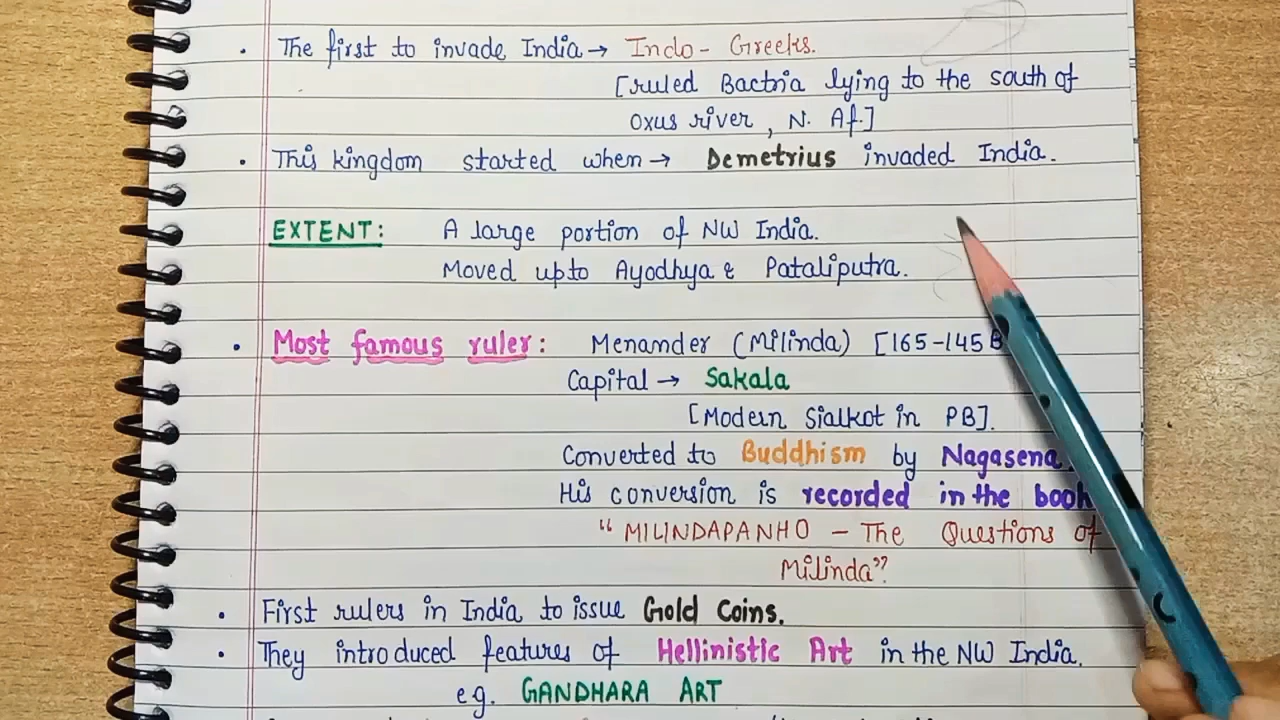 • The first to invade India → Indo - Greeks.
[ruled Bactria lying to the south of
oxus river, N. Af.]
• This kingdom started when → Demetrius invaded India.
EXTENT: A large portion of NW India.
Moved upto Ayodhya & Pataliputra.
• Most famous ruler: Menander (Milinda) [165-145 B
Capital → Sakala
[Modern Sialkot in PB].
Converted to Buddhism by Nagasena.
His conversion is recorded in the book
"MILINDAPANHO – The Questions of
Milinda"
• First rulers in India to issue Gold Coins.
• They introduced features of Hellinistic Art in the NW India.
eg. GANDHARA ART